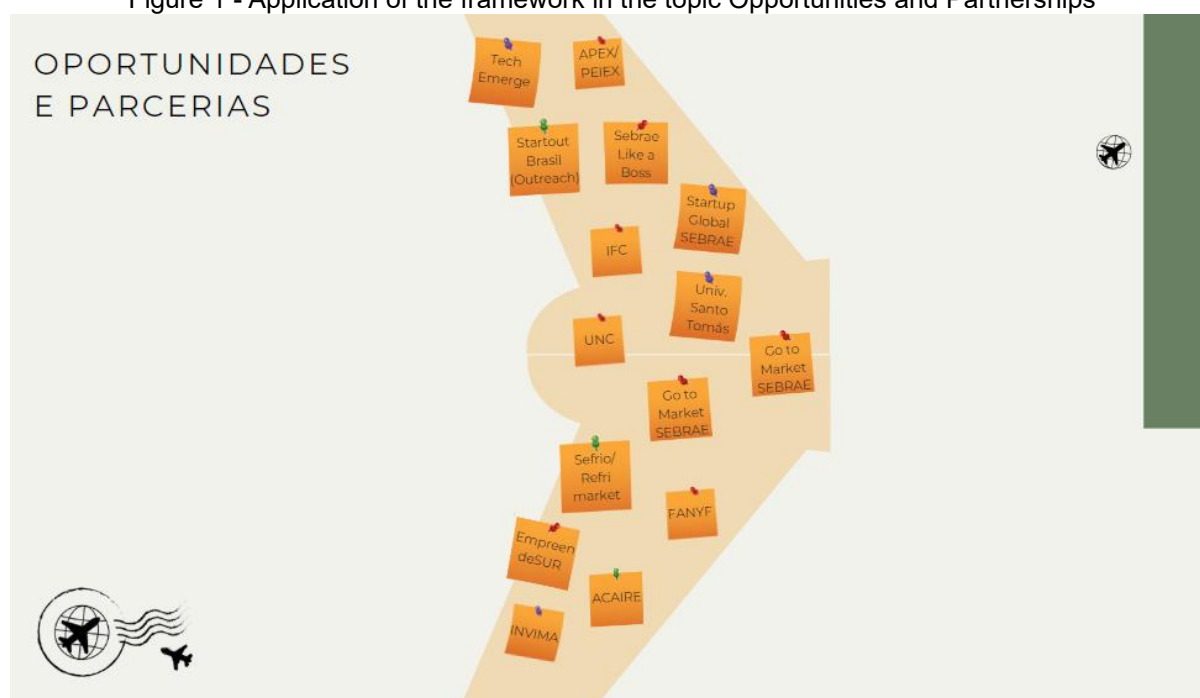 Figure 1 - Application of the framework in the topic Opportunities and Partnerships
OPORTUNIDADES
E PARCERIAS
Tech
Emerge
APEX/
PEIEX
Startout
Brasil
(Outreach)
Sebrae
Like a
Boss
Startup
Global
SEBRAE
IFC
Univ.
Santo
Tomás
UNC
Go to
Market
SEBRAE
Go to
Market
SEBRAE
Sefrio/
Refri
market
FANYF
Empreen
deSUR
ACAIRE
INVIMA